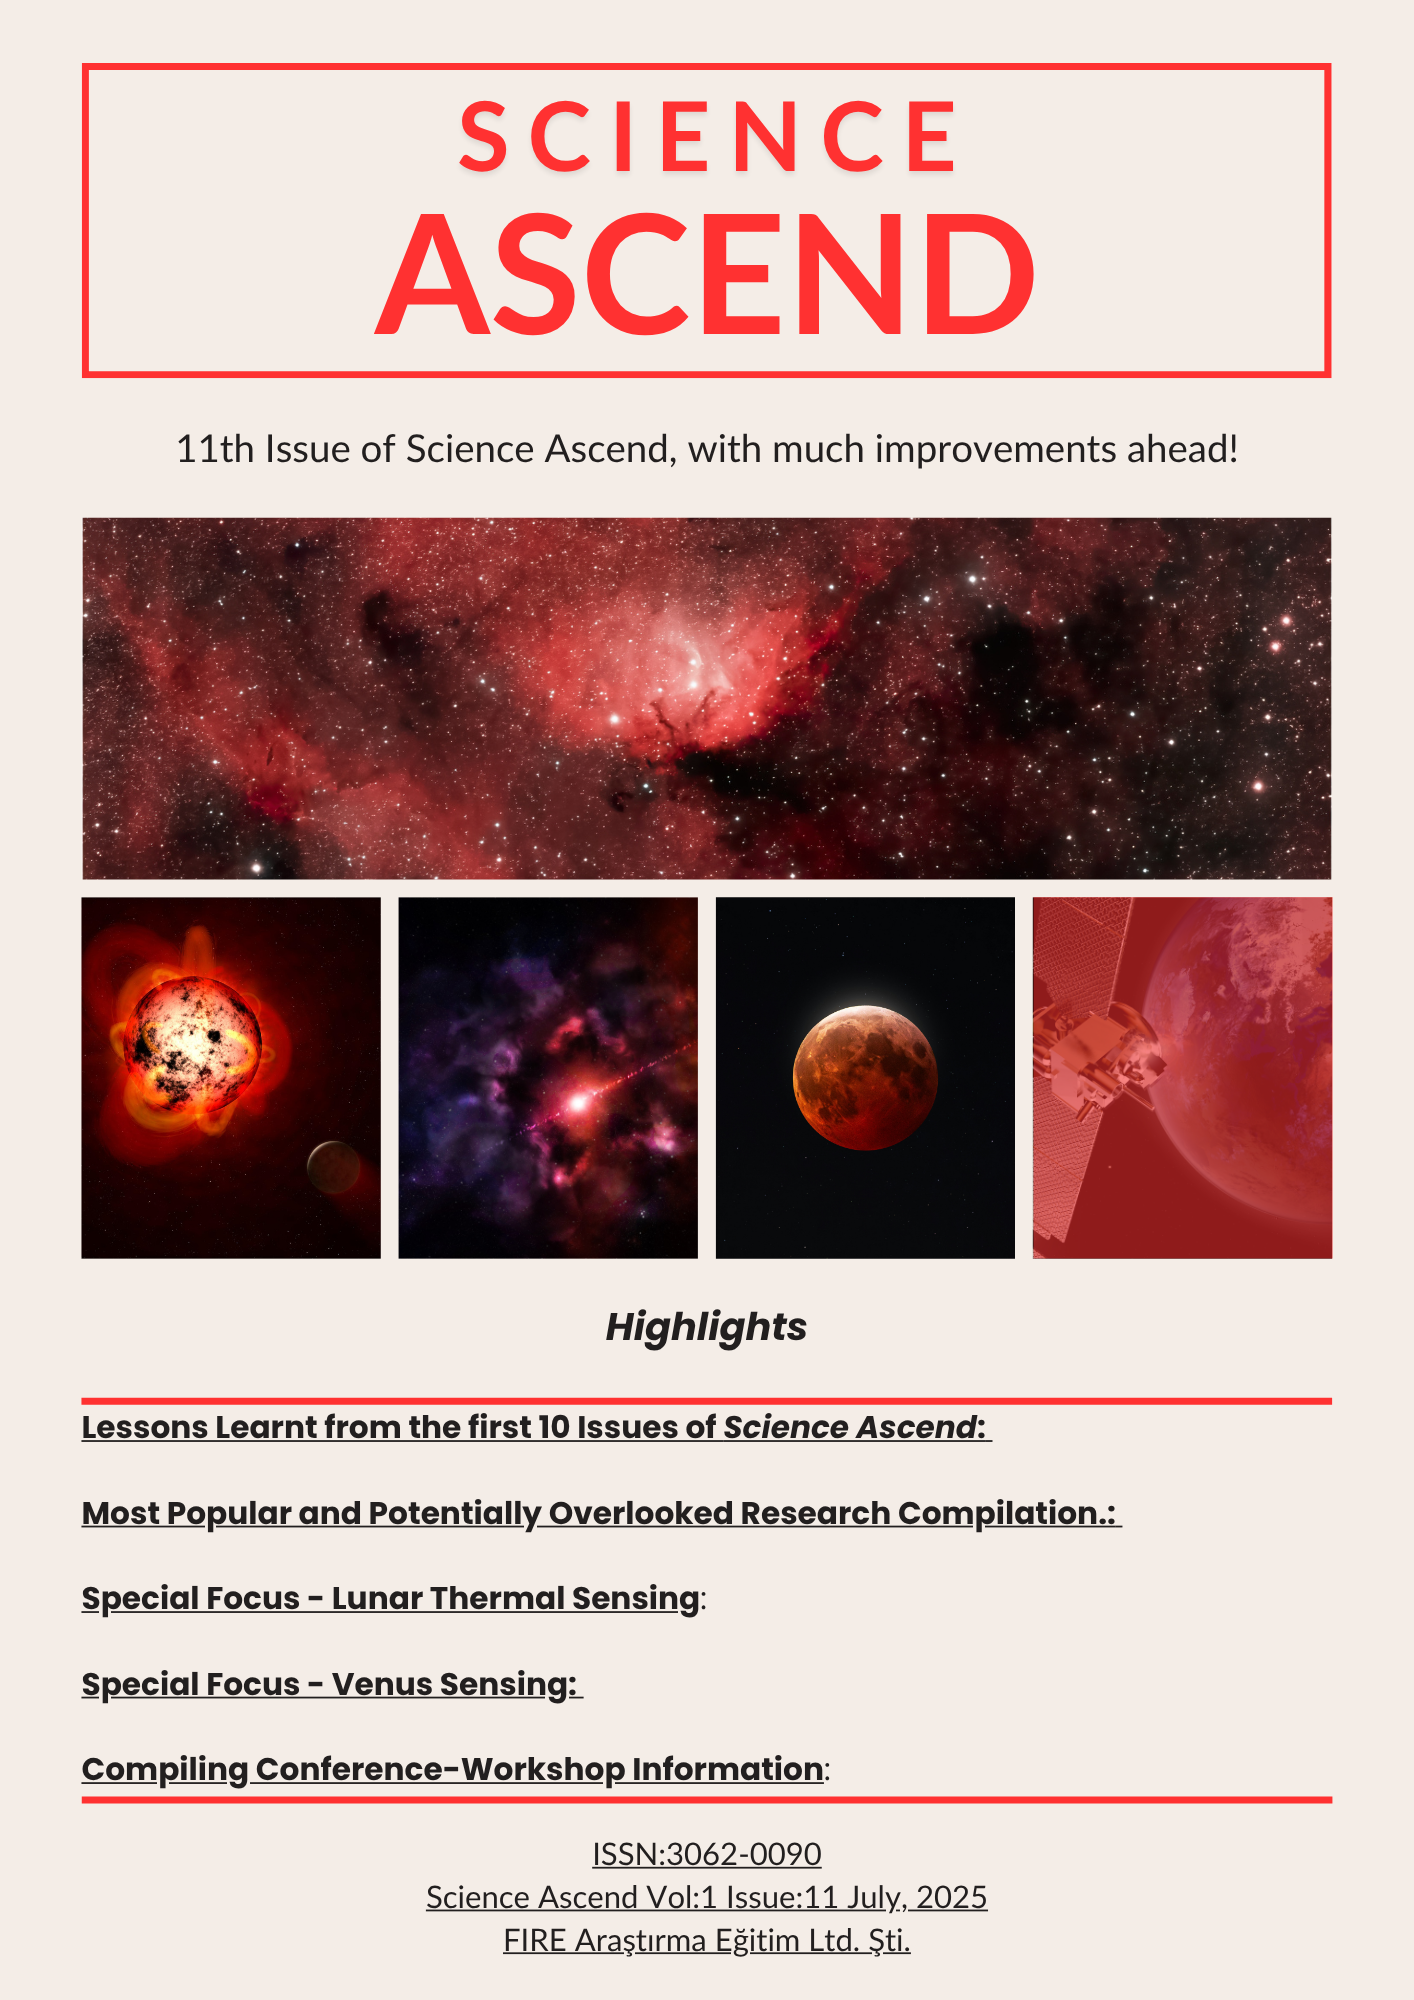 SCIENCE
ASCEND
11th Issue of Science Ascend, with much improvements ahead!
Highlights
Lessons Learnt from the first 10 Issues of Science Ascend:
Most Popular and Potentially Overlooked Research Compilation.:
Special Focus - Lunar Thermal Sensing:
Special Focus - Venus Sensing:
Compiling Conference-Workshop Information:
ISSN:3062-0090
Science Ascend Vol:1 Issue:11 July, 2025
FIRE Araştırma Eğitim Ltd. Şti.